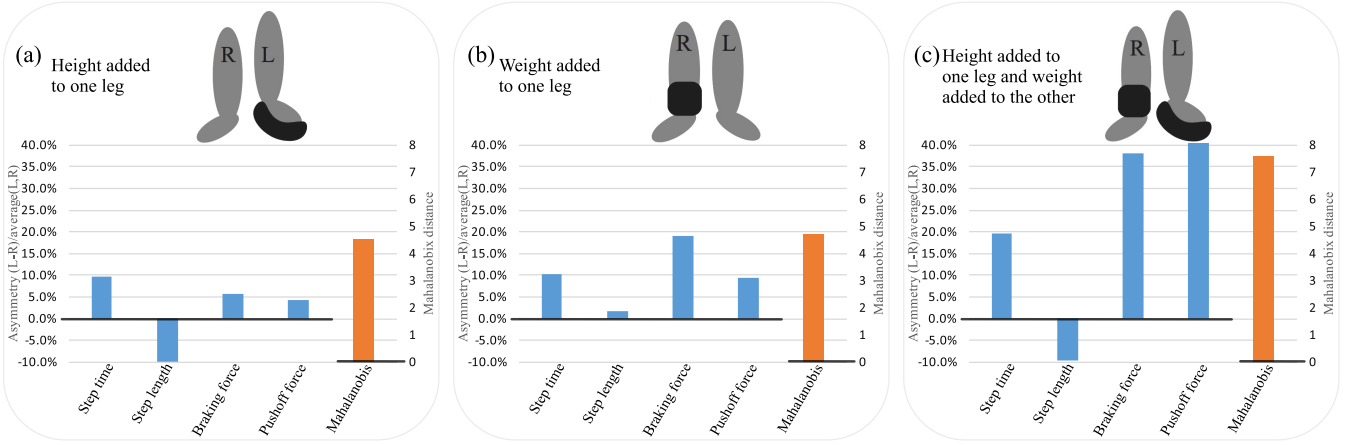 (a)
Height added
to one leg
R
L
Asymmetry (L-R)/average(L,R)
40.0%
35.0%
30.0%
25.0%
20.0%
15.0%
10.0%
5.0%
0.0%
-5.0%
-10.0%
8
7
6
5
4
3
2
1
0
Mahalanobix distance
Step time
Step length
Braking force
Pushoff force
Mahalanobis
(b)
Weight added
to one leg
R
L
Asymmetry (L-R)/average(L,R)
40.0%
35.0%
30.0%
25.0%
20.0%
15.0%
10.0%
5.0%
0.0%
-5.0%
-10.0%
8
7
6
5
4
3
2
1
0
Mahalanobix distance
Step time
Step length
Braking force
Pushoff force
Mahalanobis
(c)
Height added to
one leg and weight
added to the other
R
L
Asymmetry (L-R)/average(L,R)
40.0%
35.0%
30.0%
25.0%
20.0%
15.0%
10.0%
5.0%
0.0%
-5.0%
-10.0%
8
7
6
5
4
3
2
1
0
Mahalanobix distance
Step time
Step length
Braking force
Pushoff force
Mahalanobis